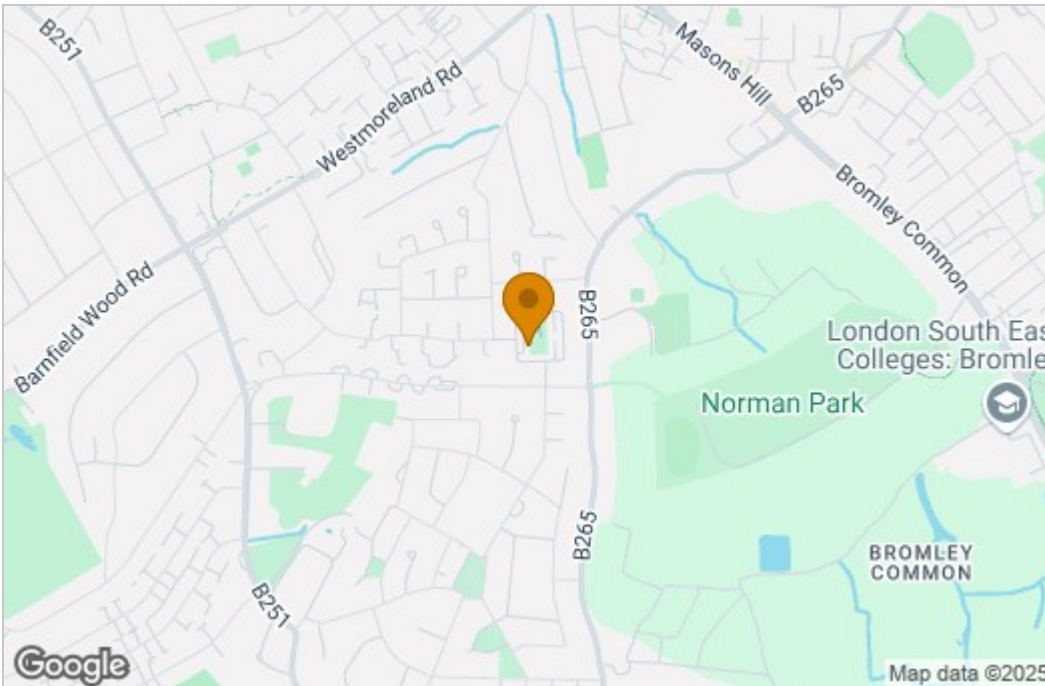 B251
Westmoreland Rd
Masons Hill
B265
Bromley Common
Barnfield Wood Rd
B265
London South Eas
Colleges: Bromle
Norman Park
B265
BROMLEY
COMMON
B251
Google
Map data ©2025